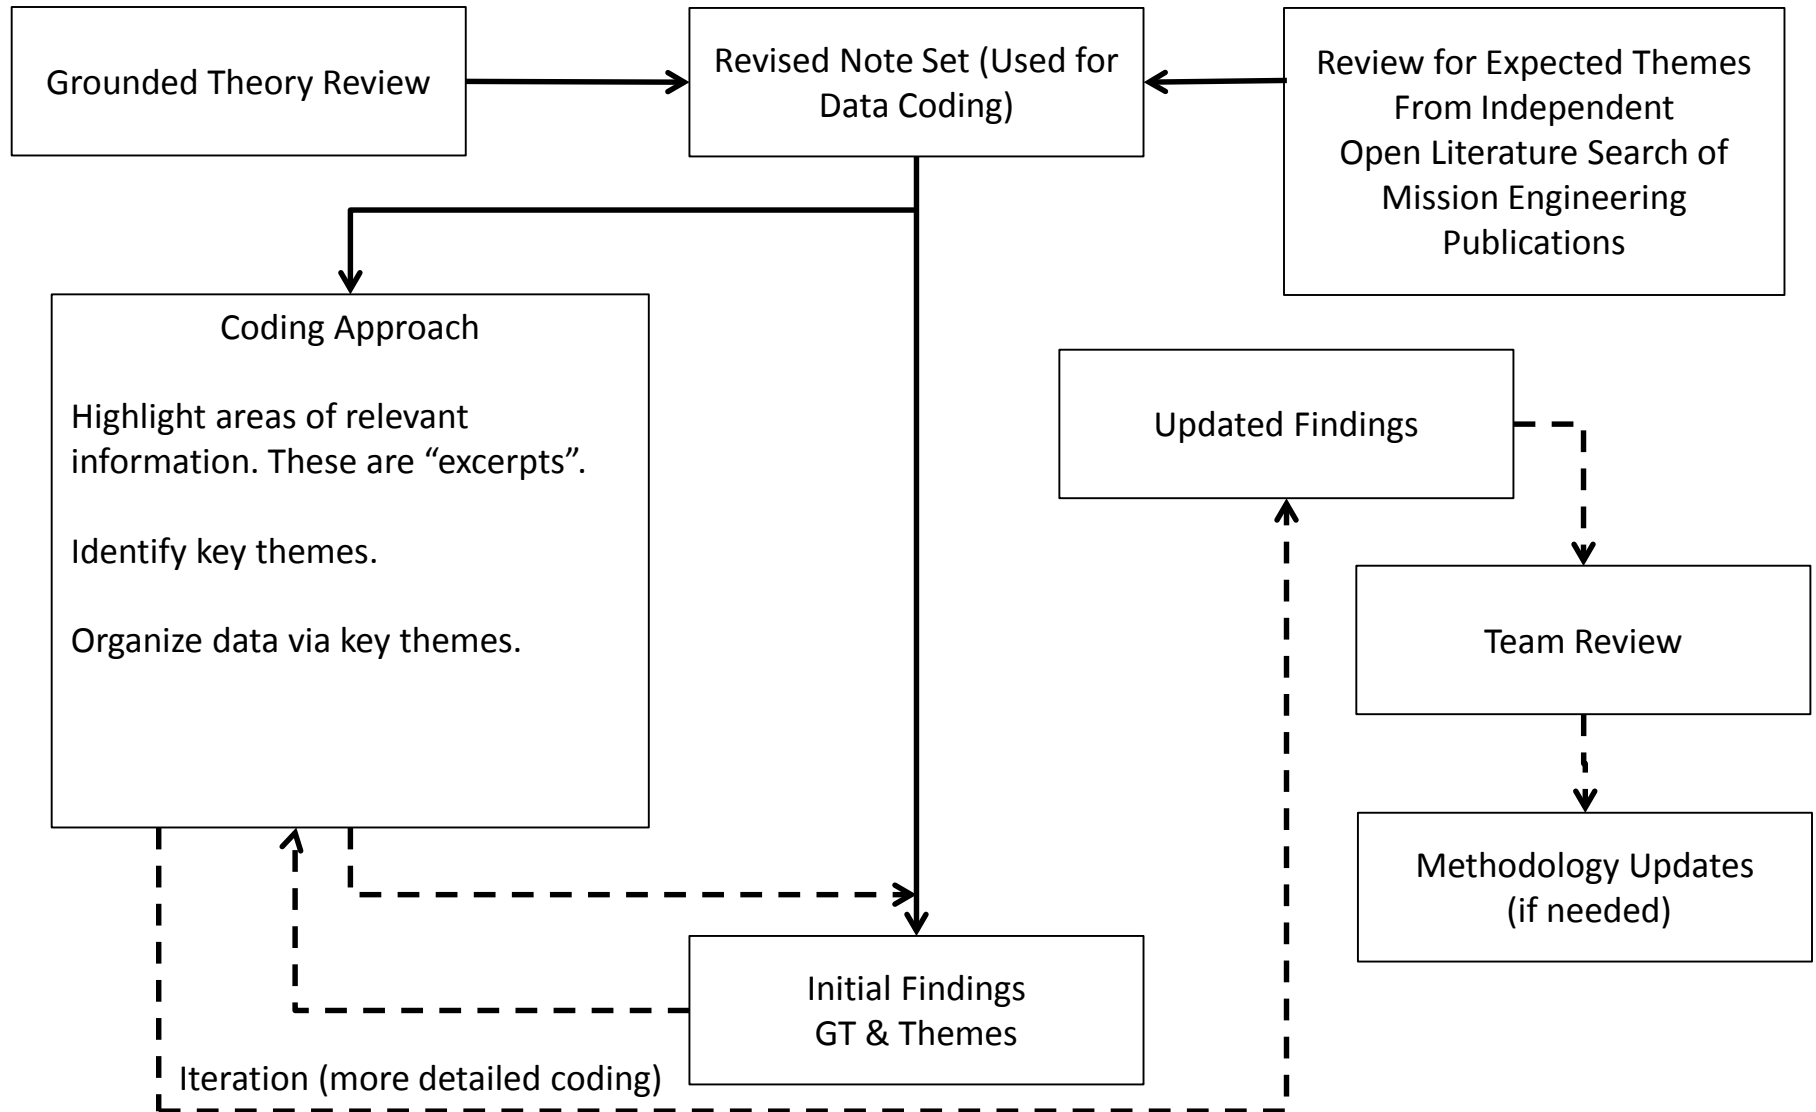 Grounded Theory Review
Revised Note Set (Used for
Data Coding)
Review for Expected Themes
From Independent
Open Literature Search of
Mission Engineering
Publications
Coding Approach
Highlight areas of relevant
information. These are “excerpts”.
Identify key themes.
Organize data via key themes.
Updated Findings
Team Review
Methodology Updates
(if needed)
Initial Findings
GT & Themes
Iteration (more detailed coding)